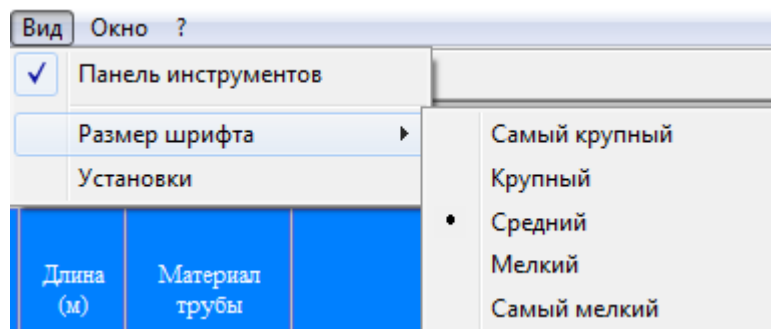 Вид Окно ?
Панель инструментов
Размер шрифта
Установки
Самый крупный
Крупный
Средний
Мелкий
Самый мелкий
Длина
(м)
Материал
трубы